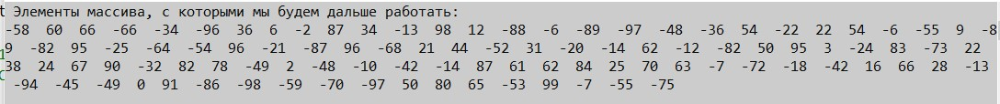 Элементы массива, с которыми мы будем дальше работать:
-58 60 66 -66 -34 -96 36 6 -2 87 34 -13 98 12 -88 -6 -89 -97 -48 -36 54 -22 22 54 -6 -55 9 -8
9 -82 95 -25 -64 -54 96 -21 -87 96 -68 21 44 -52 31 -20 -14 62 -12 -82 50 95 3 -24 83 -73 22
38 24 67 90 -32 82 78 -49 2 -48 -10 -42 -14 87 61 62 84 25 70 63 -7 -72 -18 -42 16 66 28 -13
-94 -45 -49 0 91 -86 -98 -59 -70 -97 50 80 65 -53 99 -7 -55 -75